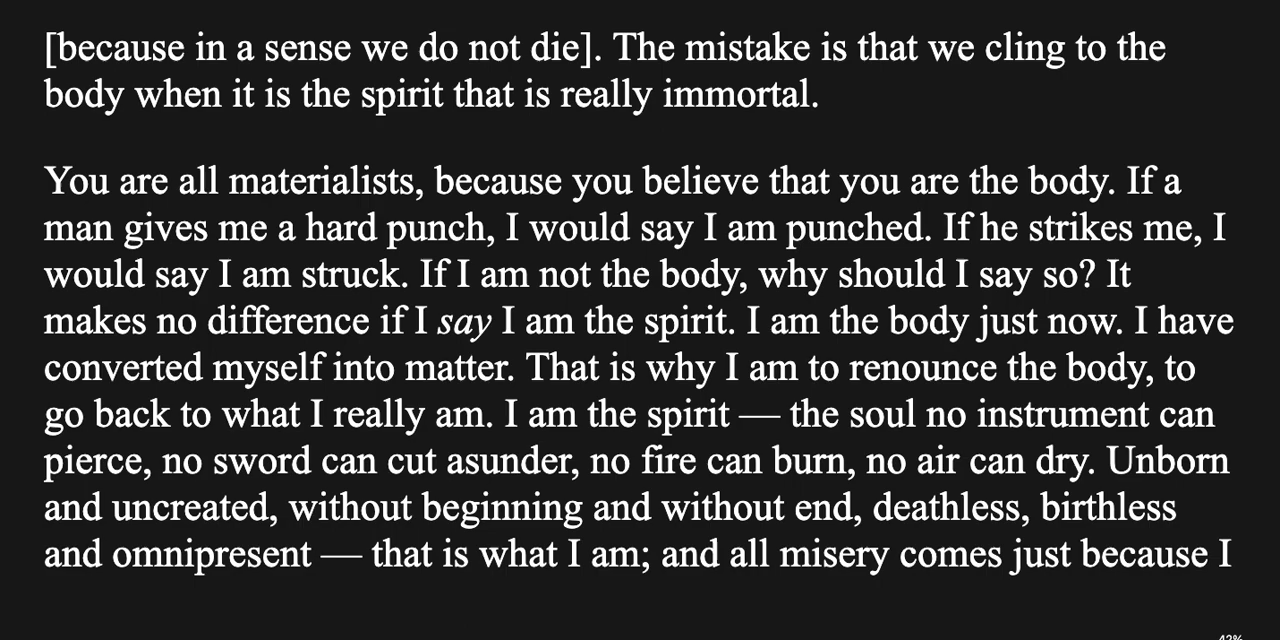 [because in a sense we do not die]. The mistake is that we cling to the
body when it is the spirit that is really immortal.
You are all materialists, because you believe that you are the body. If a
man gives me a hard punch, I would say I am punched. If he strikes me, I
would say I am struck. If I am not the body, why should I say so? It
makes no difference if I say I am the spirit. I am the body just now. I have
converted myself into matter. That is why I am to renounce the body, to
go back to what I really am. I am the spirit — the soul no instrument can
pierce, no sword can cut asunder, no fire can burn, no air can dry. Unborn
and uncreated, without beginning and without end, deathless, birthless
and omnipresent — that is what I am; and all misery comes just because I